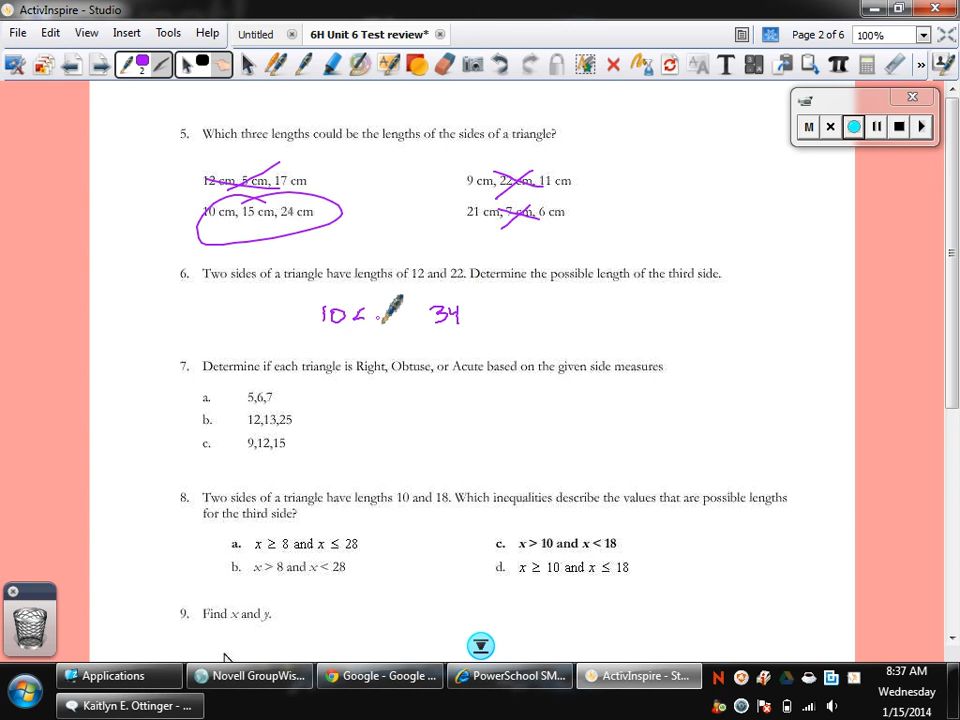 ActivInspire - Studio
File Edit View Insert Tools Help Untitled 6H Unit 6 Test review* Page 2 of 6 100%
2
M
5. Which three lengths could be the lengths of the sides of a triangle?
12 cm, 5 cm, 17 cm 9 cm, 22 cm, 11 cm
10 cm, 15 cm, 24 cm 21 cm, 7 cm, 6 cm
6. Two sides of a triangle have lengths of 12 and 22. Determine the possible length of the third side.
10 < 34
7. Determine if each triangle is Right, Obtuse, or Acute based on the given side measures
a. 5,6,7
b. 12,13,25
c. 9,12,15
8. Two sides of a triangle have lengths 10 and 18. Which inequalities describe the values that are possible lengths
for the third side?
a. x ≥ 8 and x ≤ 28 c. x > 10 and x < 18
b. x > 8 and x < 28 d. x ≥ 10 and x ≤ 18
9. Find x and y.
Applications Novell GroupWis... Google - Google ... PowerSchool SM... ActivInspire - St... 8:37 AM
Wednesday
Kaitlyn E. Ottinger - ... 1/15/2014